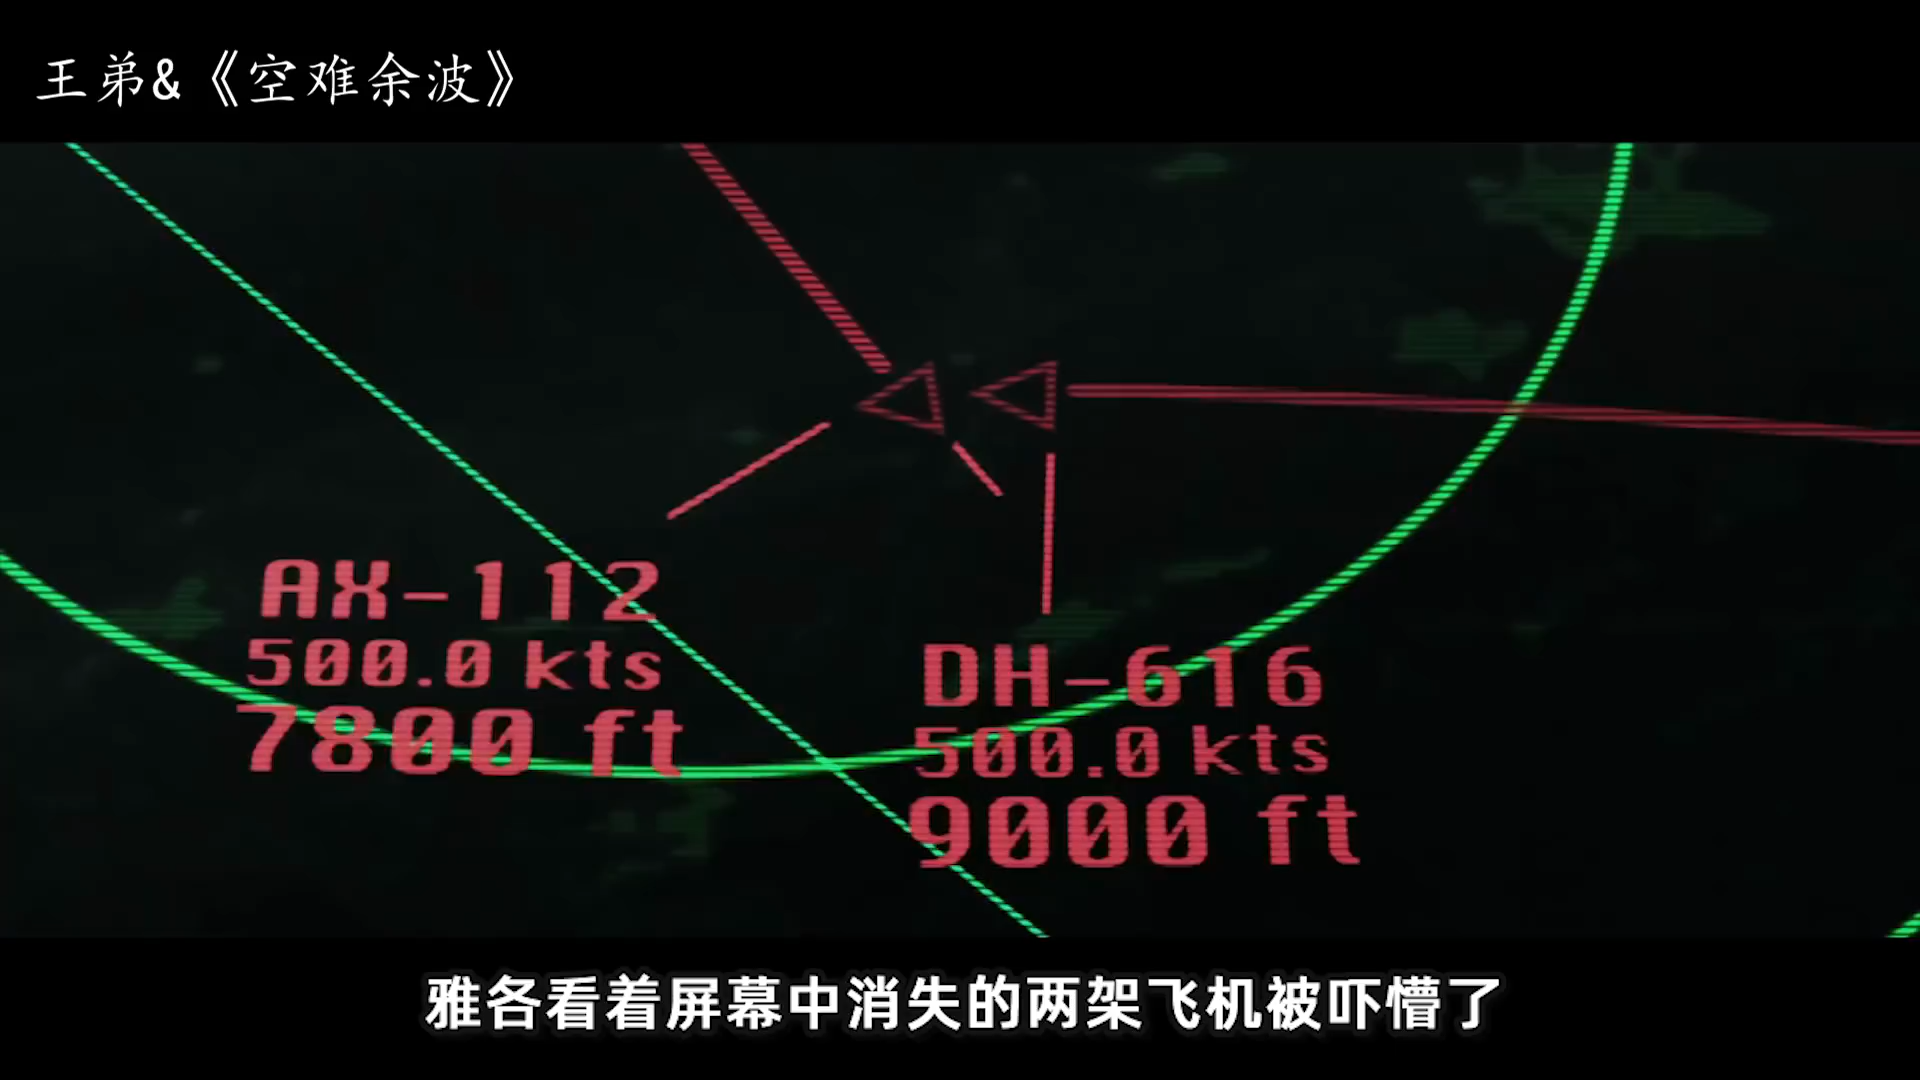 王弟&《空难余波》
AX-112
500.0 kts
7800 ft
DH-616
500.0 kts
9000 ft
雅各看着屏幕中消失的两架飞机被吓懵了